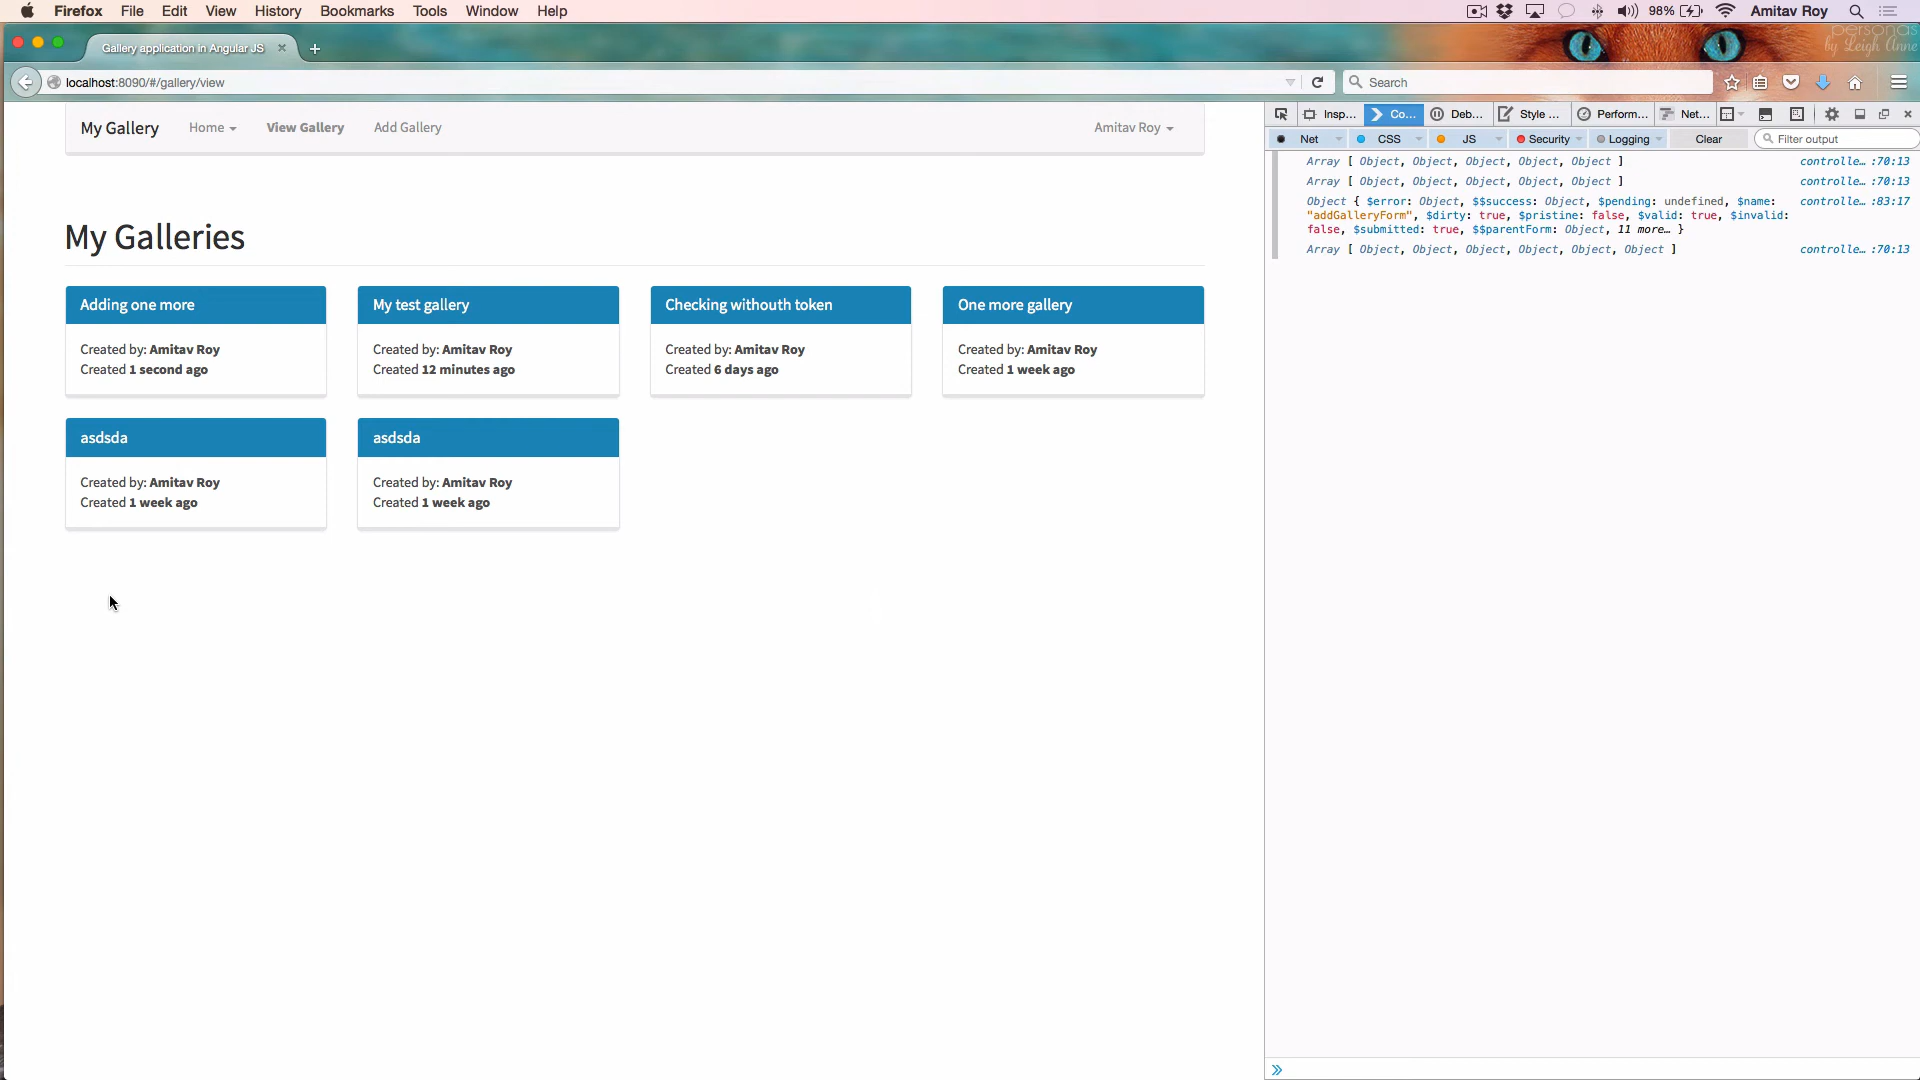 Firefox File Edit View History Bookmarks Tools Window Help 98% Amitav Roy
Gallery application in Angular JS
personas
by Leigh Anne
localhost:8090/#/gallery/view
Search
My Gallery Home View Gallery Add Gallery Amitav Roy
Insp... Co... Deb... Style ... Perform... Net...
Net CSS JS Security Logging Clear Filter output
My Galleries
Adding one more
Created by: Amitav Roy
Created 1 second ago
My test gallery
Created by: Amitav Roy
Created 12 minutes ago
Checking withouth token
Created by: Amitav Roy
Created 6 days ago
One more gallery
Created by: Amitav Roy
Created 1 week ago
asdsda
Created by: Amitav Roy
Created 1 week ago
asdsda
Created by: Amitav Roy
Created 1 week ago
Array [ Object, Object, Object, Object, Object ] controlle... :70:13
Array [ Object, Object, Object, Object, Object ] controlle... :70:13
Object { $error: Object, $$success: Object, $pending: undefined, $name: controlle... :83:17
"addGalleryForm", $dirty: true, $pristine: false, $valid: true, $invalid:
false, $submitted: true, $$parentForm: Object, 11 more… }
Array [ Object, Object, Object, Object, Object, Object ] controlle... :70:13